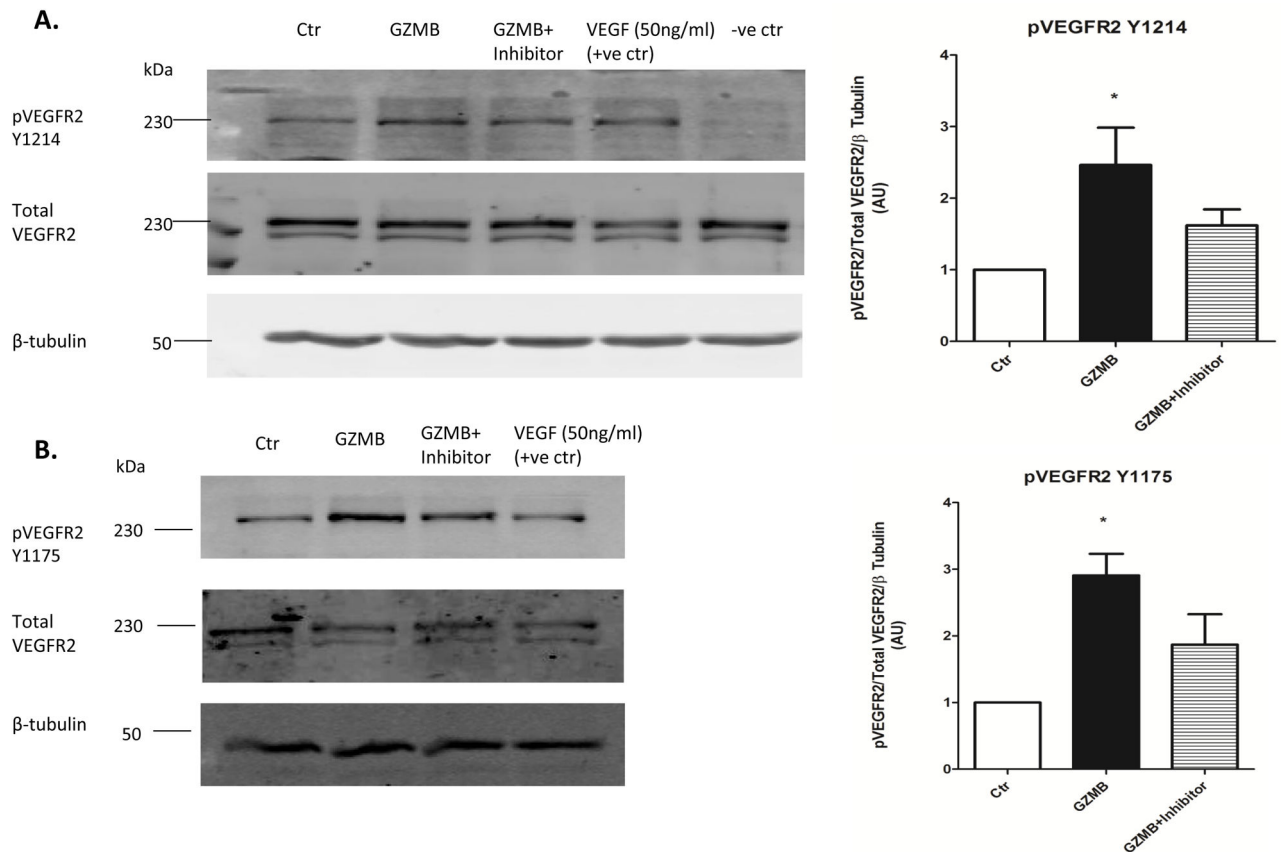 A.
Ctr
GZMB
GZMB+
Inhibitor
VEGF (50ng/ml)
(+ve ctr)
-ve ctr
kDa
pVEGFR2
Y1214
230
Total
VEGFR2
230
β-tubulin
50
pVEGFR2 Y1214
pVEGFR2/Total VEGFR2/β Tubulin
(AU)
4
3
2
1
0
*
Ctr
GZMB
GZMB+Inhibitor
B.
Ctr
GZMB
GZMB+
Inhibitor
VEGF (50ng/ml)
(+ve ctr)
kDa
pVEGFR2
Y1175
230
Total
VEGFR2
230
β-tubulin
50
pVEGFR2 Y1175
pVEGFR2/Total VEGFR2/β Tubulin
(AU)
4
3
2
1
0
*
Ctr
GZMB
GZMB+Inhibitor